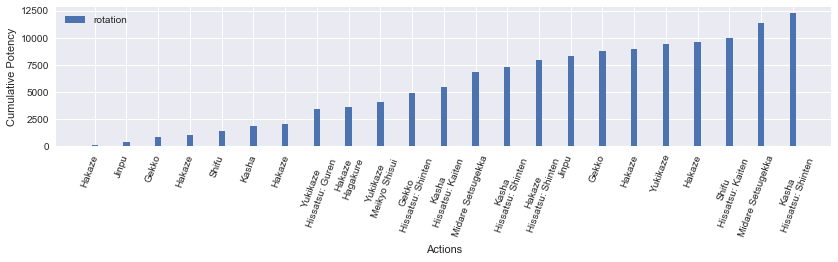 12500
10000
7500
5000
2500
0
Cumulative Potency
rotation
Hakaze
Jinpu
Gekko
Hakaze
Shifu
Kasha
Hakaze
Yukikaze
Hissatsu: Guren
Hakaze
Hagakure
Yukikaze
Meikyo Shisui
Gekko
Hissatsu: Shinten
Kasha
Hissatsu: Kaiten
Midare Setsugekka
Kasha
Hissatsu: Shinten
Hakaze
Hissatsu: Shinten
Jinpu
Gekko
Hakaze
Yukikaze
Hakaze
Shifu
Hissatsu: Kaiten
Midare Setsugekka
Kasha
Hissatsu: Shinten
Actions